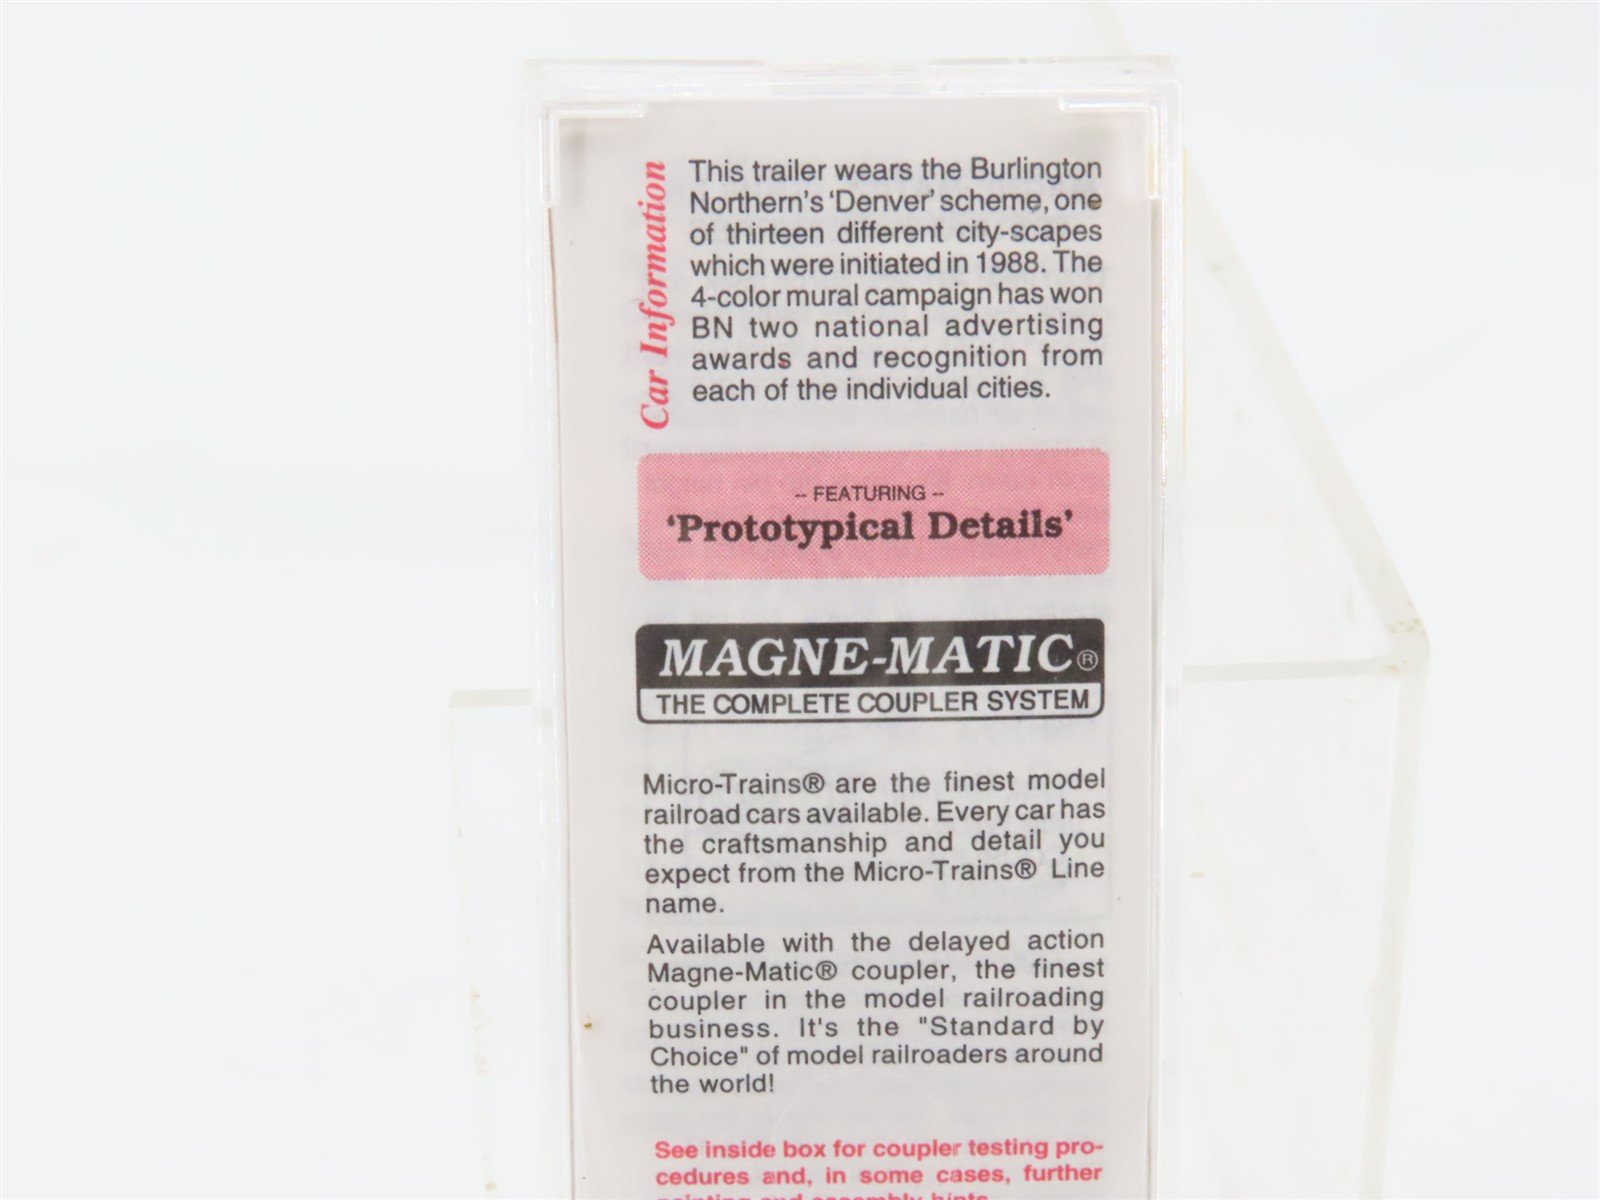 Car Information
This trailer wears the Burlington
Northern's 'Denver' scheme, one
of thirteen different city-scapes
which were initiated in 1988. The
4-color mural campaign has won
BN two national advertising
awards and recognition from
each of the individual cities.
-- FEATURING --
'Prototypical Details'
MAGNE-MATIC®
THE COMPLETE COUPLER SYSTEM
Micro-Trains® are the finest model
railroad cars available. Every car has
the craftsmanship and detail you
expect from the Micro-Trains® Line
name.
Available with the delayed action
Magne-Matic® coupler, the finest
coupler in the model railroading
business. It's the "Standard by
Choice" of model railroaders around
the world!
See inside box for coupler testing pro-
cedures and, in some cases, further
painting and assembly hints.